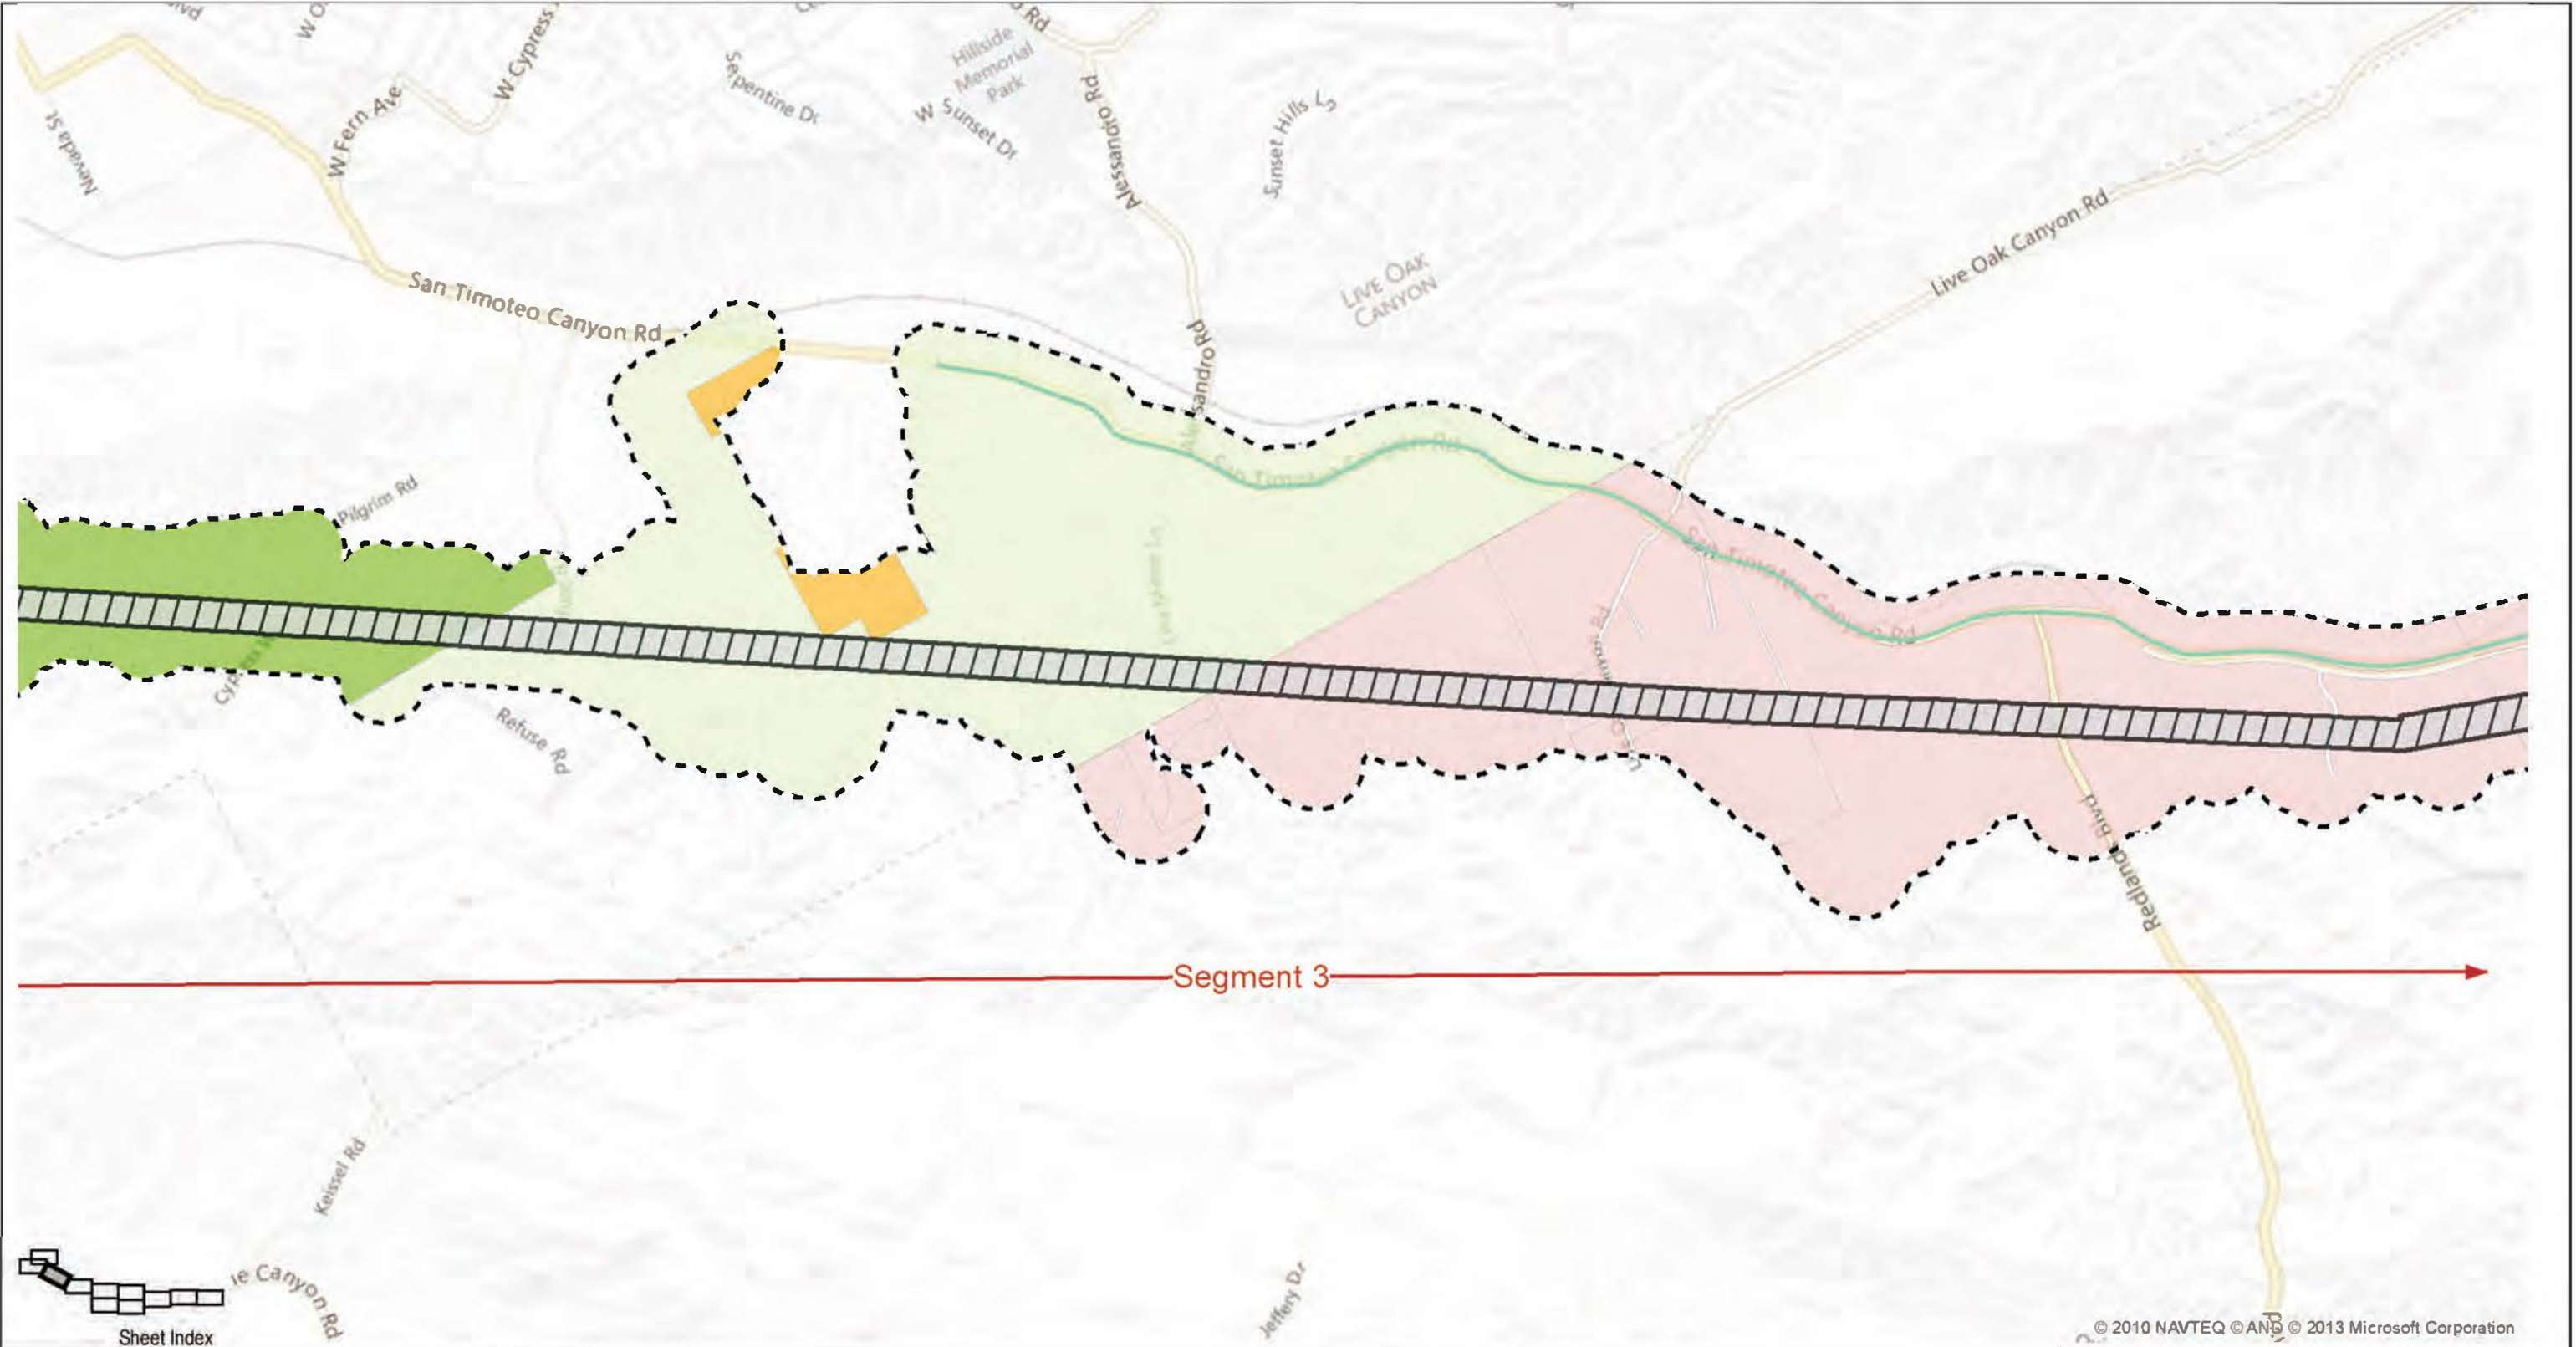 W Cypress
Nevada St
W Fern Ave
Serpentine Dr
Hillside
Memorial
Park
W Sunset Dr
Alessandro Rd
Sunset Hills
LIVE OAK
CANYON
Live Oak Canyon Rd
San Timoteo Canyon Rd
Pilgrim Rd
San Timoteo Canyon Rd
Refuse Rd
Redlands Blvd
Segment 3
Keissel Rd
Canyon Rd
Jeffery Dr
Sheet Index
© 2010 NAVTEQ © AND © 2013 Microsoft Corporation